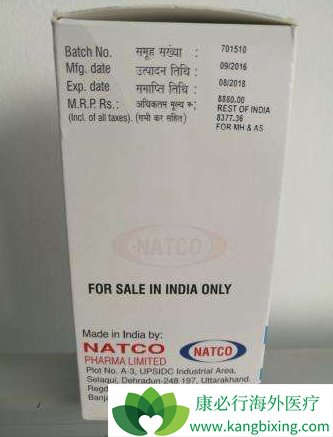 Batch No. समूह संख्या : 701510
Mfg. date उत्पादन तिथि : 09/2016
Exp. date समाप्ति तिथि : 08/2018
M.R.P. Rs.: अधिकतम मूल्य रु: 8880.00
REST OF INDIA
(Incl. of all taxes). (सभी कर सहित) 8377.36
FOR MH & AS
NATCO
FOR SALE IN INDIA ONLY
Made in India by:
NATCO
PHARMA LIMITED
NATCO
Plot No. A-3, UPSIDC Industrial Area,
Selaqui, Dehradun-248 197, Uttarakhand.
Regd
Banja
康必行海外医疗
www.kangbixing.com